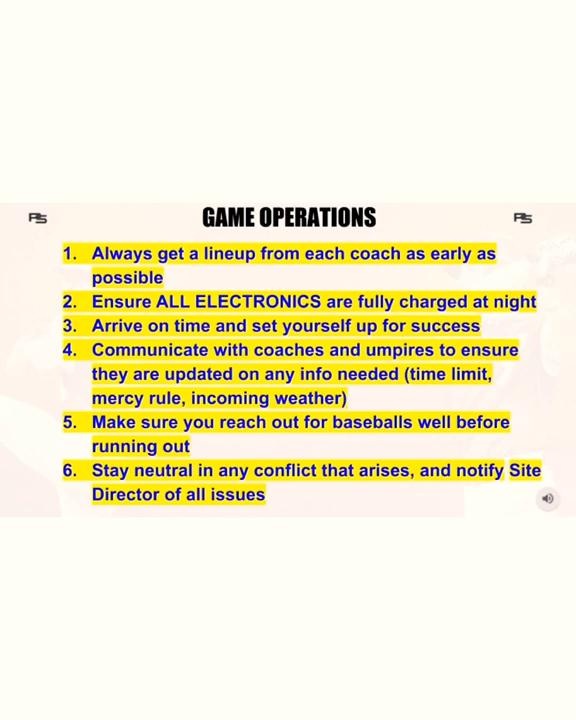 PS
GAME OPERATIONS
PS
1. Always get a lineup from each coach as early as
possible
2. Ensure ALL ELECTRONICS are fully charged at night
3. Arrive on time and set yourself up for success
4. Communicate with coaches and umpires to ensure
they are updated on any info needed (time limit,
mercy rule, incoming weather)
5. Make sure you reach out for baseballs well before
running out
6. Stay neutral in any conflict that arises, and notify Site
Director of all issues